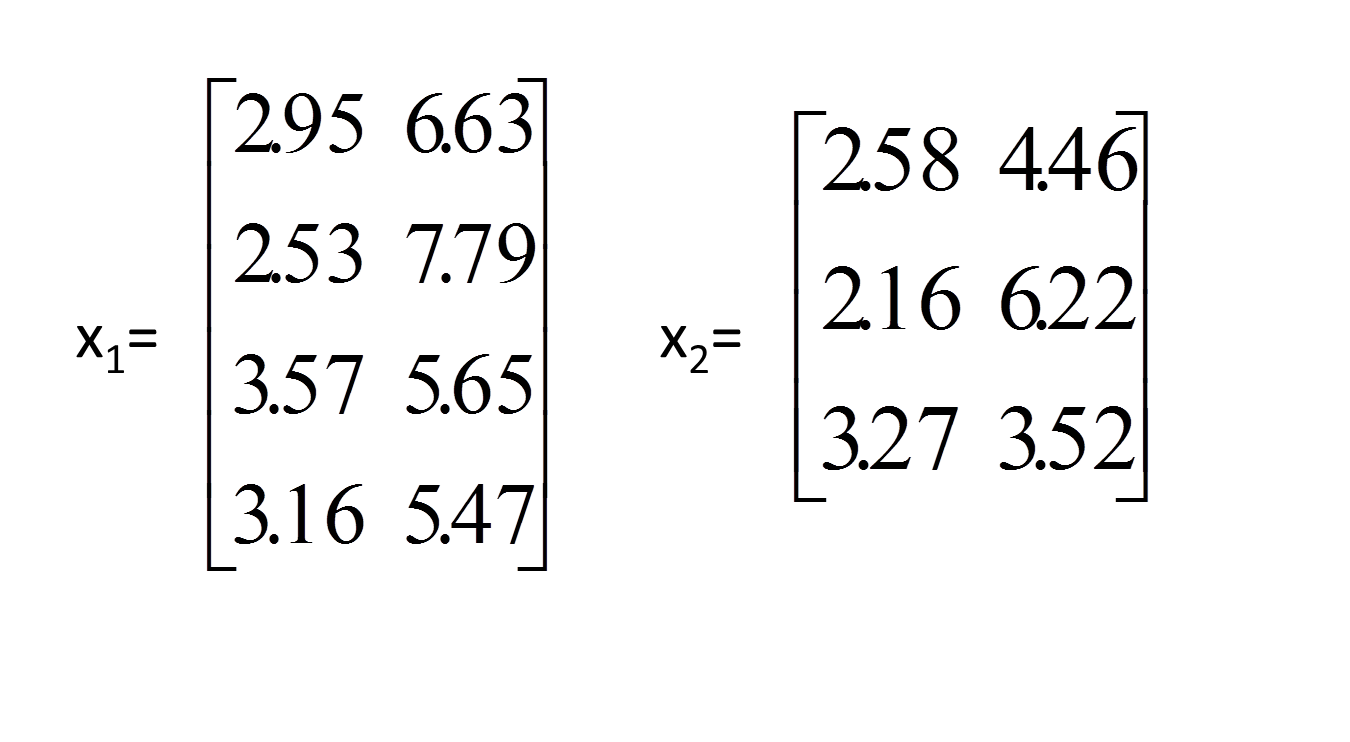 x₁= [2.95 6.63
2.53 7.79
3.57 5.65
3.16 5.47]
x₂= [2.58 4.46
2.16 6.22
3.27 3.52]